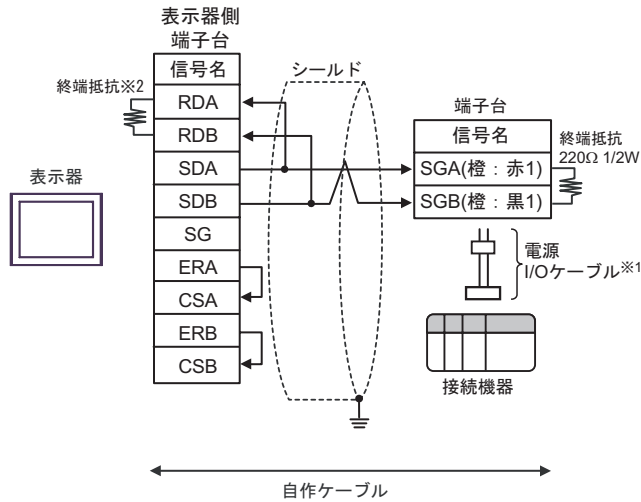 表示器側
端子台
信号名
RDA
RDB
SDA
SDB
SG
ERA
CSA
ERB
CSB
終端抵抗※2
表示器
シールド
端子台
信号名
SGA(橙：赤1)
SGB(橙：黒1)
終端抵抗
220Ω 1/2W
電源
I/Oケーブル※1
接続機器
自作ケーブル